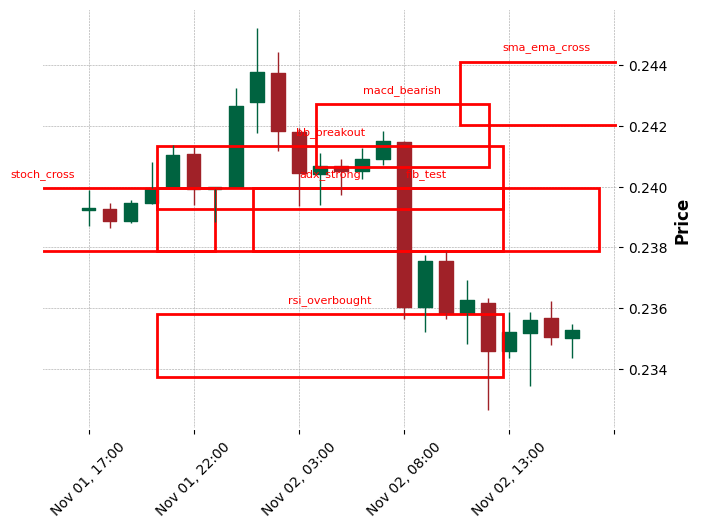 sma_ema_cross
0.244
macd_bearish
0.242
bb_breakout
stoch_cross
adx_strong
bb_test
0.240
Price
0.238
rsi_overbought
0.236
0.234
Nov 01, 17:00
Nov 01, 22:00
Nov 02, 03:00
Nov 02, 08:00
Nov 02, 13:00